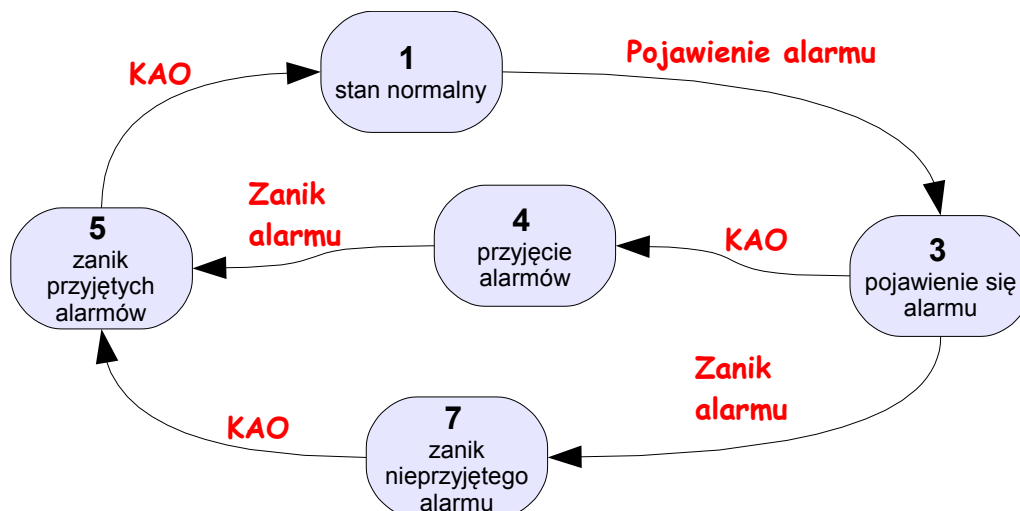 1
stan normalny
KAO
Pojawienie alarmu
Zanik
alarmu
5
zanik
przyjętych
alarmów
4
przyjęcie
alarmów
KAO
3
pojawienie się
alarmu
Zanik
alarmu
KAO
7
zanik
nieprzyjętego
alarmu